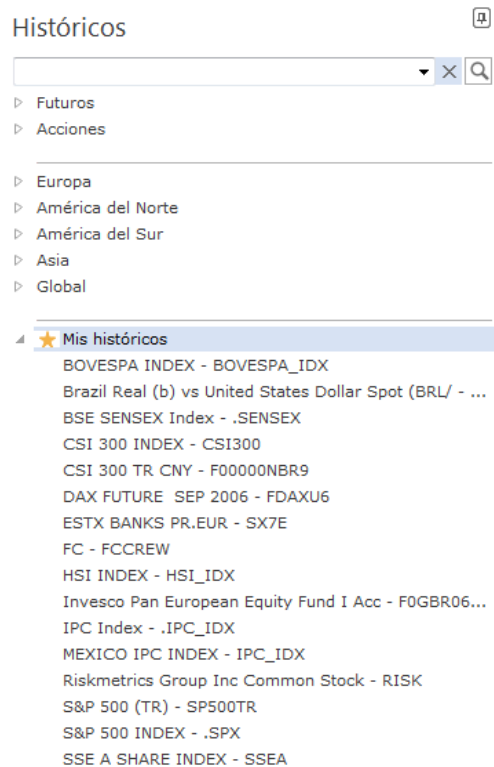 Históricos
Futuros
Acciones
Europa
América del Norte
América del Sur
Asia
Global
Mis históricos
BOVESPA INDEX - BOVESPA_IDX
Brazil Real (b) vs United States Dollar Spot (BRL/ - ...
BSE SENSEX Index - .SENSEX
CSI 300 INDEX - CSI300
CSI 300 TR CNY - F00000NBR9
DAX FUTURE  SEP 2006 - FDAXU6
ESTX BANKS PR.EUR - SX7E
FC - FCCREW
HSI INDEX - HSI_IDX
Invesco Pan European Equity Fund I Acc - F0GBR06...
IPC Index - .IPC_IDX
MEXICO IPC INDEX - IPC_IDX
Riskmetrics Group Inc Common Stock - RISK
S&P 500 (TR) - SP500TR
S&P 500 INDEX - .SPX
SSE A SHARE INDEX - SSEA